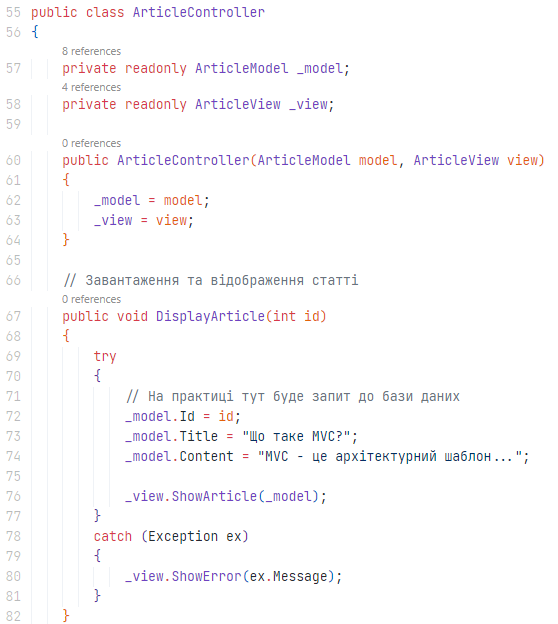 55 public class ArticleController
56 {
8 references
57     private readonly ArticleModel _model;
4 references
58     private readonly ArticleView _view;
59
0 references
60     public ArticleController(ArticleModel model, ArticleView view)
61     {
62         _model = model;
63         _view = view;
64     }
65
66     // Завантаження та відображення статті
0 references
67     public void DisplayArticle(int id)
68     {
69         try
70         {
71             // На практиці тут буде запит до бази даних
72             _model.Id = id;
73             _model.Title = "Що таке MVC?";
74             _model.Content = "MVC - це архітектурний шаблон...";
75
76             _view.ShowArticle(_model);
77         }
78         catch (Exception ex)
79         {
80             _view.ShowError(ex.Message);
81         }
82     }